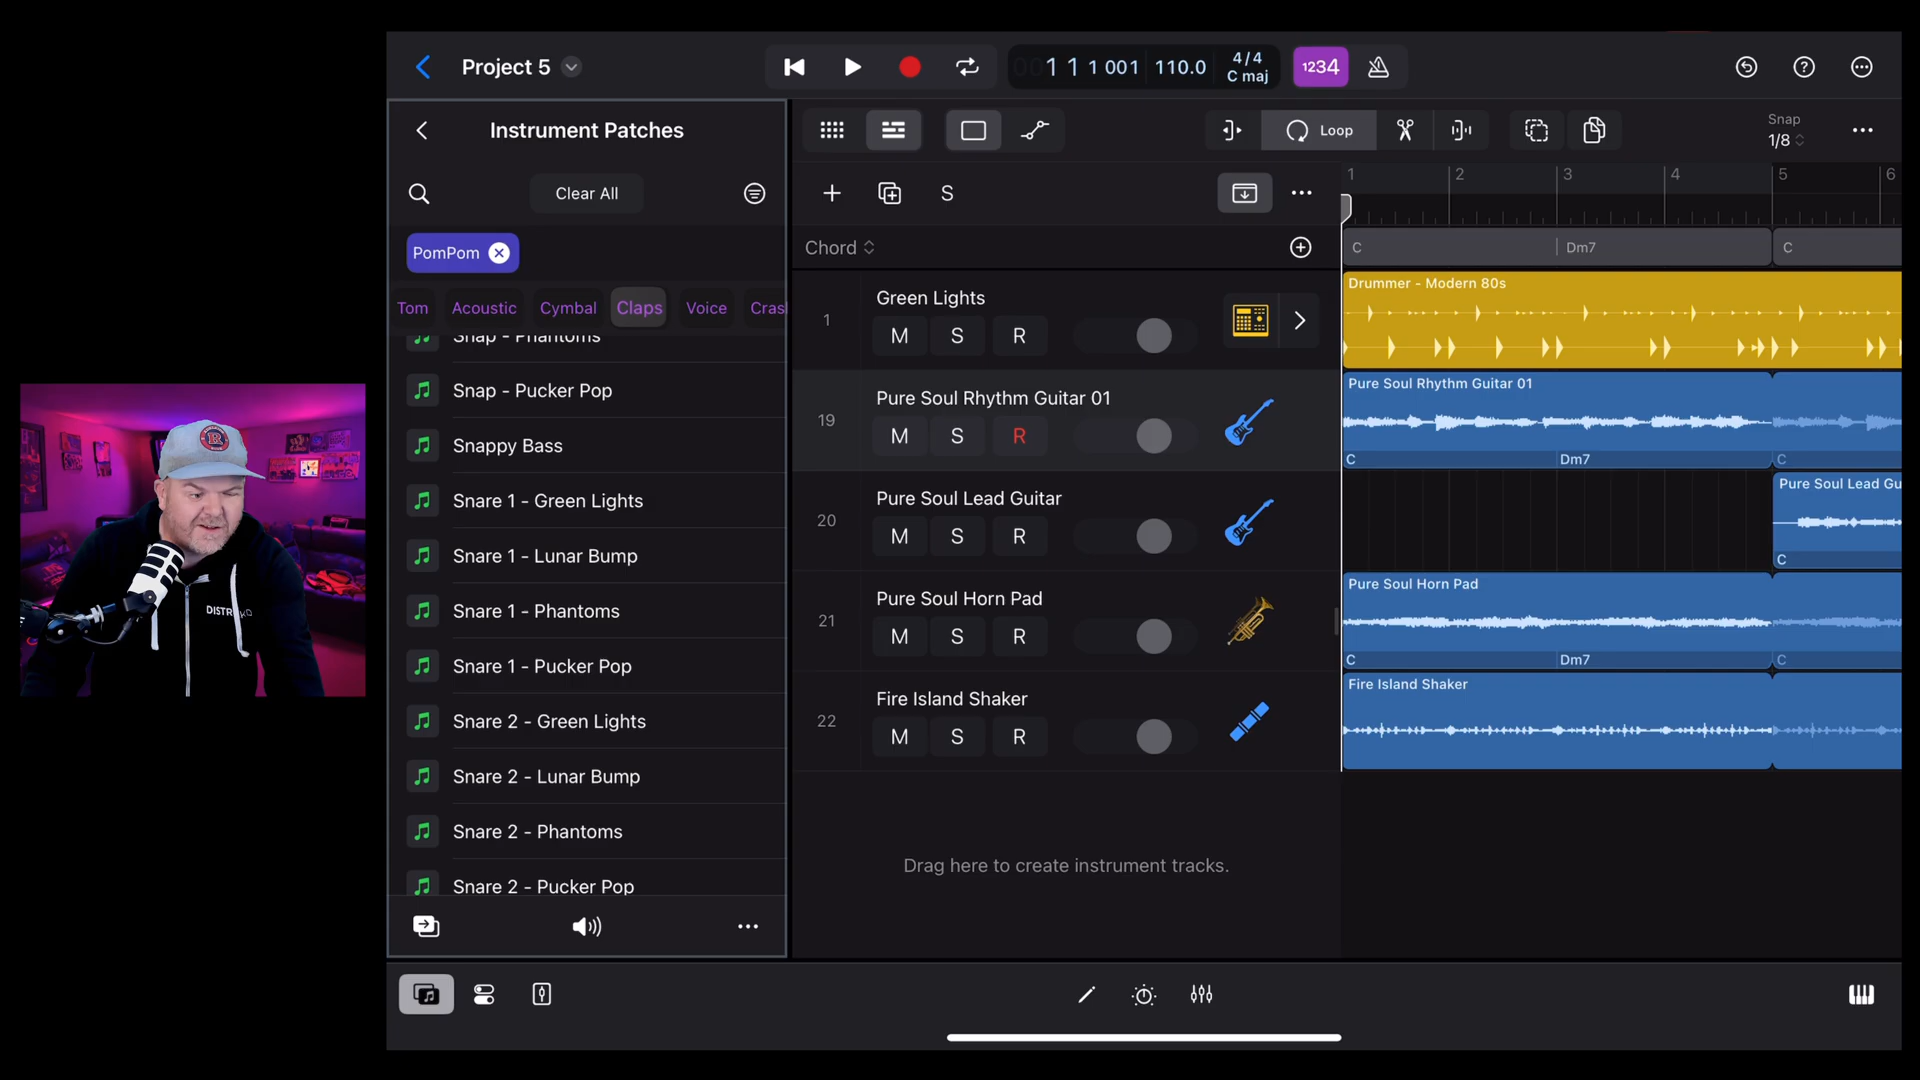 Project 5
1 1 1 001
110.0
4/4
C maj
1234
Instrument Patches
Clear All
PomPom
Tom
Acoustic
Cymbal
Claps
Voice
Snap - Phantoms
Snap - Pucker Pop
Snappy Bass
Snare 1 - Green Lights
Snare 1 - Lunar Bump
Snare 1 - Phantoms
Snare 1 - Pucker Pop
Snare 2 - Green Lights
Snare 2 - Lunar Bump
Snare 2 - Phantoms
Snare 2 - Pucker Pop
Loop
Snap
1/8
S
1 2 3 4 5 6
Chord
C Dm7 C
1
Green Lights
M S R
Drummer - Modern 80s
19
Pure Soul Rhythm Guitar 01
M S R
Pure Soul Rhythm Guitar 01
C Dm7 C
20
Pure Soul Lead Guitar
M S R
Pure Soul Lead Gu
C
21
Pure Soul Horn Pad
M S R
Pure Soul Horn Pad
C Dm7 C
22
Fire Island Shaker
M S R
Fire Island Shaker
Drag here to create instrument tracks.